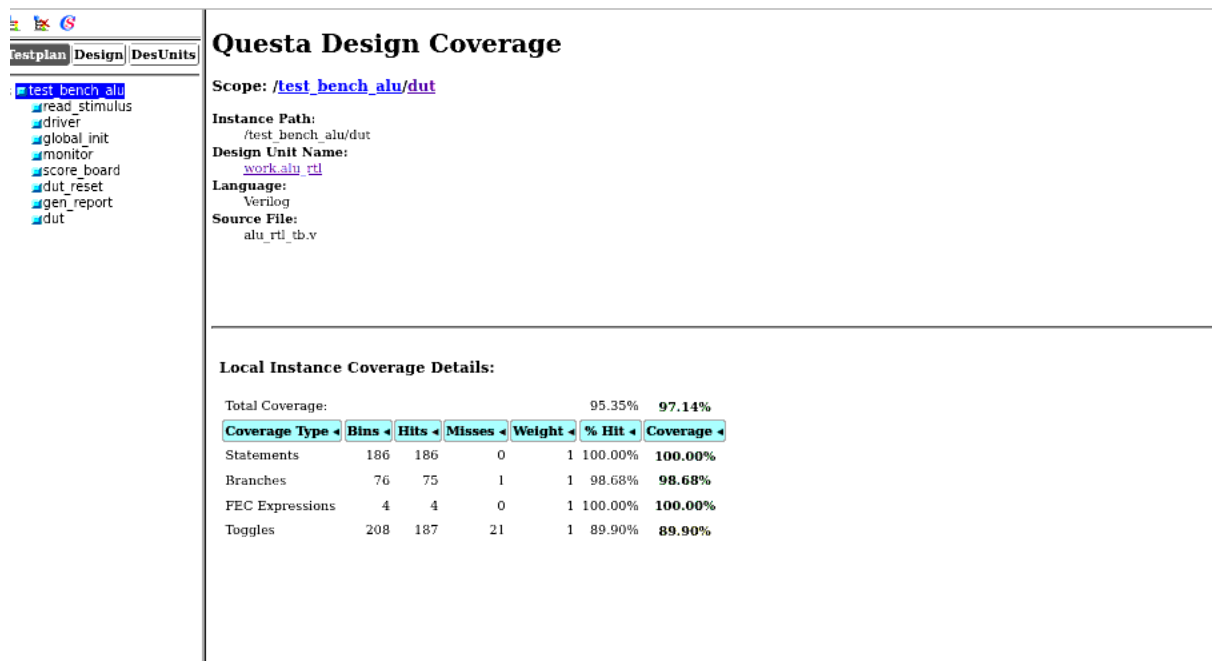 Testplan Design DesUnits
test_bench_alu
read_stimulus
driver
global_init
monitor
score_board
dut_reset
gen_report
dut
Questa Design Coverage
Scope: /test_bench_alu/dut
Instance Path:
/test_bench_alu/dut
Design Unit Name:
work.alu_rtl
Language:
Verilog
Source File:
alu_rtl_tb.v
Local Instance Coverage Details:
Total Coverage: 95.35% 97.14%
Coverage Type Bins Hits Misses Weight % Hit Coverage
Statements 186 186 0 1 100.00% 100.00%
Branches 76 75 1 1 98.68% 98.68%
FEC Expressions 4 4 0 1 100.00% 100.00%
Toggles 208 187 21 1 89.90% 89.90%